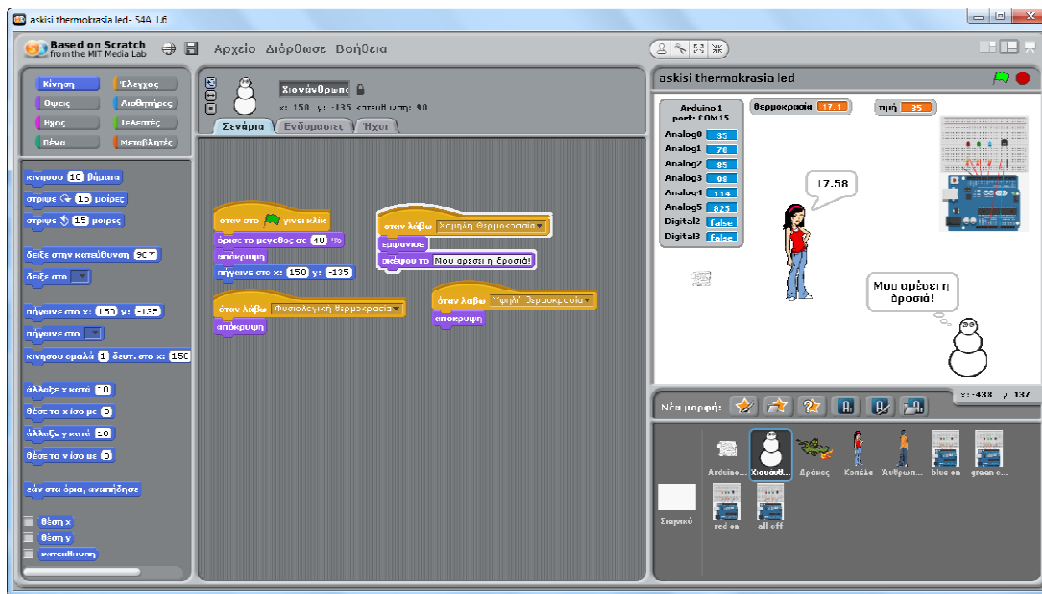 askisi thermokrasia led- S4A 1.6
Based on Scratch
from the MIT Media Lab
Αρχείο Διόρθωσε Βοήθεια
Κίνηση Έλεγχος
Όψεις Αισθητήρες
Ήχος Τελεστές
Πένα Μεταβλητές
κινήσου 10 βήματα
στρίψε 15 μοίρες
στρίψε 15 μοίρες
δείξε στην κατεύθυνση 90
δείξε στο
πήγαινε στο x: 150 y: -135
πήγαινε στο
κινήσου ομαλά 1 δευτ. στο x: 150
άλλαξε x κατά 10
θέσε το x ίσο με 0
άλλαξε y κατά 10
θέσε το y ίσο με 0
εάν στα όρια, αναπήδησε
θέση x
θέση y
κατεύθυνση
Χιονάνθρωπο
x: 150 y: -135 κατεύθυνση: 90
Σενάρια Ενδυμασίες Ήχοι
όταν στο γίνει κλικ
όρισε το μέγεθος σε 40 %
απόκρυψη
πήγαινε στο x: 150 y: -135
όταν λάβω Χαμηλή Θερμοκρασία
εμφάνισε
σκέψου το Μου αρέσει η δροσιά!
όταν λάβω Φυσιολογική θερμοκρασία
απόκρυψη
όταν λάβω Υψηλή θερμοκρασία
απόκρυψη
askisi thermokrasia led
Arduino1
port: COM15
Analog0 35
Analog1 70
Analog2 85
Analog3 98
Analog4 114
Analog5 823
Digital2 false
Digital3 false
θερμοκρασία 17.1
τιμή 35
17.58
Μου αρέσει η
δροσιά!
x: -438 y: 137
Νέα μορφή:
Arduino... Χιονάνθ... Δράκος Κοπέλα Άνθρωπ... blue on green o...
Σκηνικό
red on all off